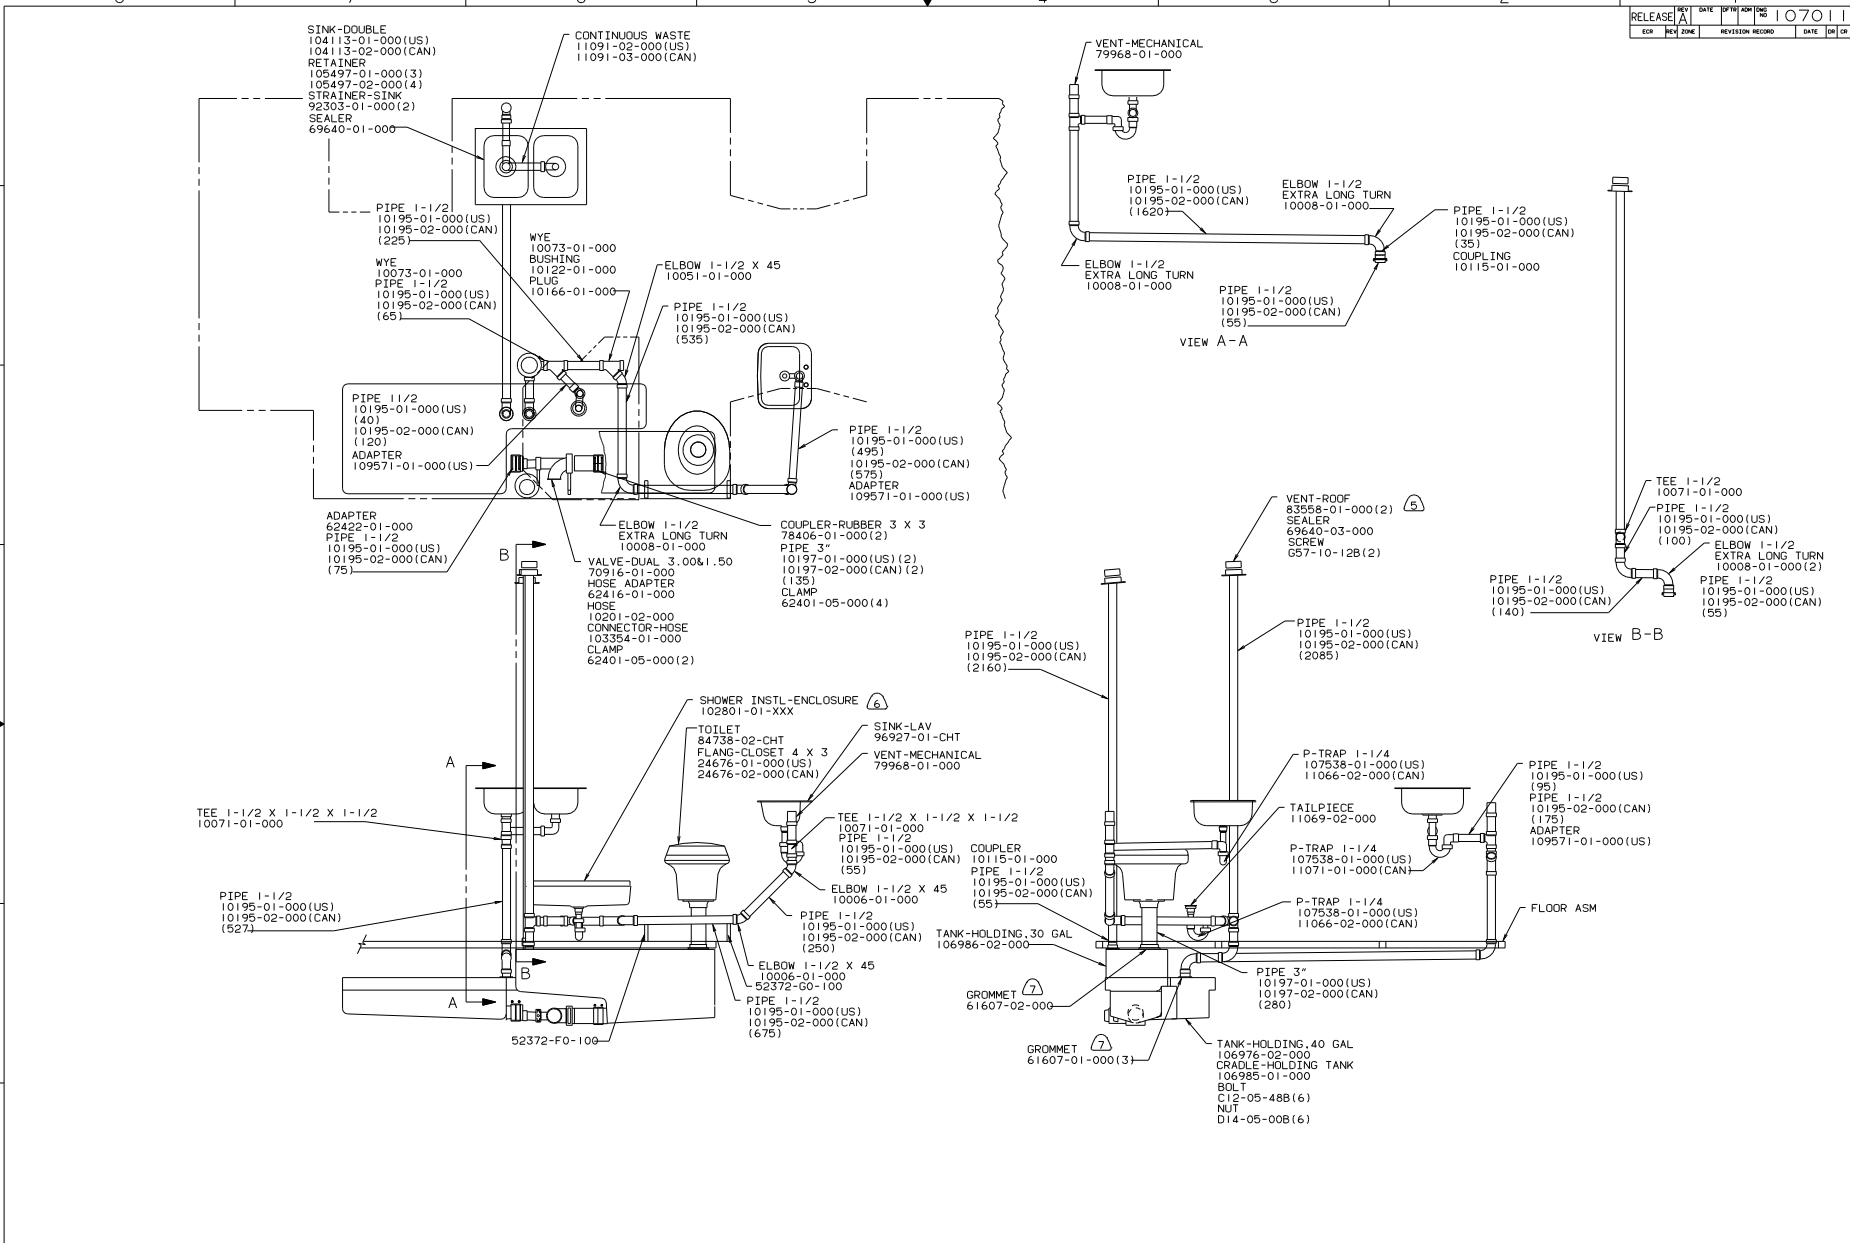 RELEASE REV A DATE DFTR ADM DWG NO 107011
ECR REV ZONE REVISION RECORD DATE DR CR
SINK-DOUBLE
104113-01-000(US)
104113-02-000(CAN)
RETAINER
105497-01-000(3)
105497-02-000(4)
STRAINER-SINK
92303-01-000(2)
SEALER
69640-01-000
CONTINUOUS WASTE
11091-02-000(US)
11091-03-000(CAN)
PIPE 1-1/2
10195-01-000(US)
10195-02-000(CAN)
(225)
WYE
10073-01-000
PIPE 1-1/2
10195-01-000(US)
10195-02-000(CAN)
(65)
WYE
10073-01-000
BUSHING
10122-01-000
PLUG
10166-01-000
ELBOW 1-1/2 X 45
10051-01-000
PIPE 1-1/2
10195-01-000(US)
10195-02-000(CAN)
(535)
PIPE 11/2
10195-01-000(US)
(40)
10195-02-000(CAN)
(120)
ADAPTER
109571-01-000(US)
PIPE 1-1/2
10195-01-000(US)
(495)
10195-02-000(CAN)
(575)
ADAPTER
109571-01-000(US)
ADAPTER
62422-01-000
PIPE 1-1/2
10195-01-000(US)
10195-02-000(CAN)
(75)
ELBOW 1-1/2
EXTRA LONG TURN
10008-01-000
COUPLER-RUBBER 3 X 3
78406-01-000(2)
PIPE 3"
10197-01-000(US)(2)
10197-02-000(CAN)(2)
(135)
CLAMP
62401-05-000(4)
VALVE-DUAL 3.00&1.50
70916-01-000
HOSE ADAPTER
62416-01-000
HOSE
10201-02-000
CONNECTOR-HOSE
103354-01-000
CLAMP
62401-05-000(2)
VENT-MECHANICAL
79968-01-000
PIPE 1-1/2
10195-01-000(US)
10195-02-000(CAN)
(1620)
ELBOW 1-1/2
EXTRA LONG TURN
10008-01-000
PIPE 1-1/2
10195-01-000(US)
10195-02-000(CAN)
(35)
COUPLING
10115-01-000
ELBOW 1-1/2
EXTRA LONG TURN
10008-01-000
PIPE 1-1/2
10195-01-000(US)
10195-02-000(CAN)
(55)
VIEW A-A
TEE 1-1/2
10071-01-000
PIPE 1-1/2
10195-01-000(US)
10195-02-000(CAN)
(100)
ELBOW 1-1/2
EXTRA LONG TURN
10008-01-000(2)
PIPE 1-1/2
10195-01-000(US)
10195-02-000(CAN)
(140)
PIPE 1-1/2
10195-01-000(US)
10195-02-000(CAN)
(55)
VIEW B-B
VENT-ROOF
83558-01-000(2)
SEALER
69640-03-000
SCREW
G57-10-12B(2)
5
B
A
SHOWER INSTL-ENCLOSURE
102801-01-XXX
6
TOILET
84738-02-CHT
FLANG-CLOSET 4 X 3
24676-01-000(US)
24676-02-000(CAN)
SINK-LAV
96927-01-CHT
VENT-MECHANICAL
79968-01-000
TEE 1-1/2 X 1-1/2 X 1-1/2
10071-01-000
TEE 1-1/2 X 1-1/2 X 1-1/2
10071-01-000
PIPE 1-1/2
10195-01-000(US)
10195-02-000(CAN)
(55)
ELBOW 1-1/2 X 45
10006-01-000
PIPE 1-1/2
10195-01-000(US)
10195-02-000(CAN)
(527)
PIPE 1-1/2
10195-01-000(US)
10195-02-000(CAN)
(250)
ELBOW 1-1/2 X 45
10006-01-000
52372-G0-100
PIPE 1-1/2
10195-01-000(US)
10195-02-000(CAN)
(675)
B
A
52372-F0-100
PIPE 1-1/2
10195-01-000(US)
10195-02-000(CAN)
(2160)
PIPE 1-1/2
10195-01-000(US)
10195-02-000(CAN)
(2085)
P-TRAP 1-1/4
107538-01-000(US)
11066-02-000(CAN)
TAILPIECE
11069-02-000
PIPE 1-1/2
10195-01-000(US)
(95)
PIPE 1-1/2
10195-02-000(CAN)
(175)
ADAPTER
109571-01-000(US)
COUPLER
10115-01-000
PIPE 1-1/2
10195-01-000(US)
10195-02-000(CAN)
(55)
P-TRAP 1-1/4
107538-01-000(US)
11071-01-000(CAN)
P-TRAP 1-1/4
107538-01-000(US)
11066-02-000(CAN)
FLOOR ASM
TANK-HOLDING,30 GAL
106986-02-000
GROMMET
61607-02-000
7
PIPE 3"
10197-01-000(US)
10197-02-000(CAN)
(280)
GROMMET
61607-01-000(3)
7
TANK-HOLDING,40 GAL
106976-02-000
CRADLE-HOLDING TANK
106985-01-000
BOLT
C12-05-48B(6)
NUT
D14-05-00B(6)